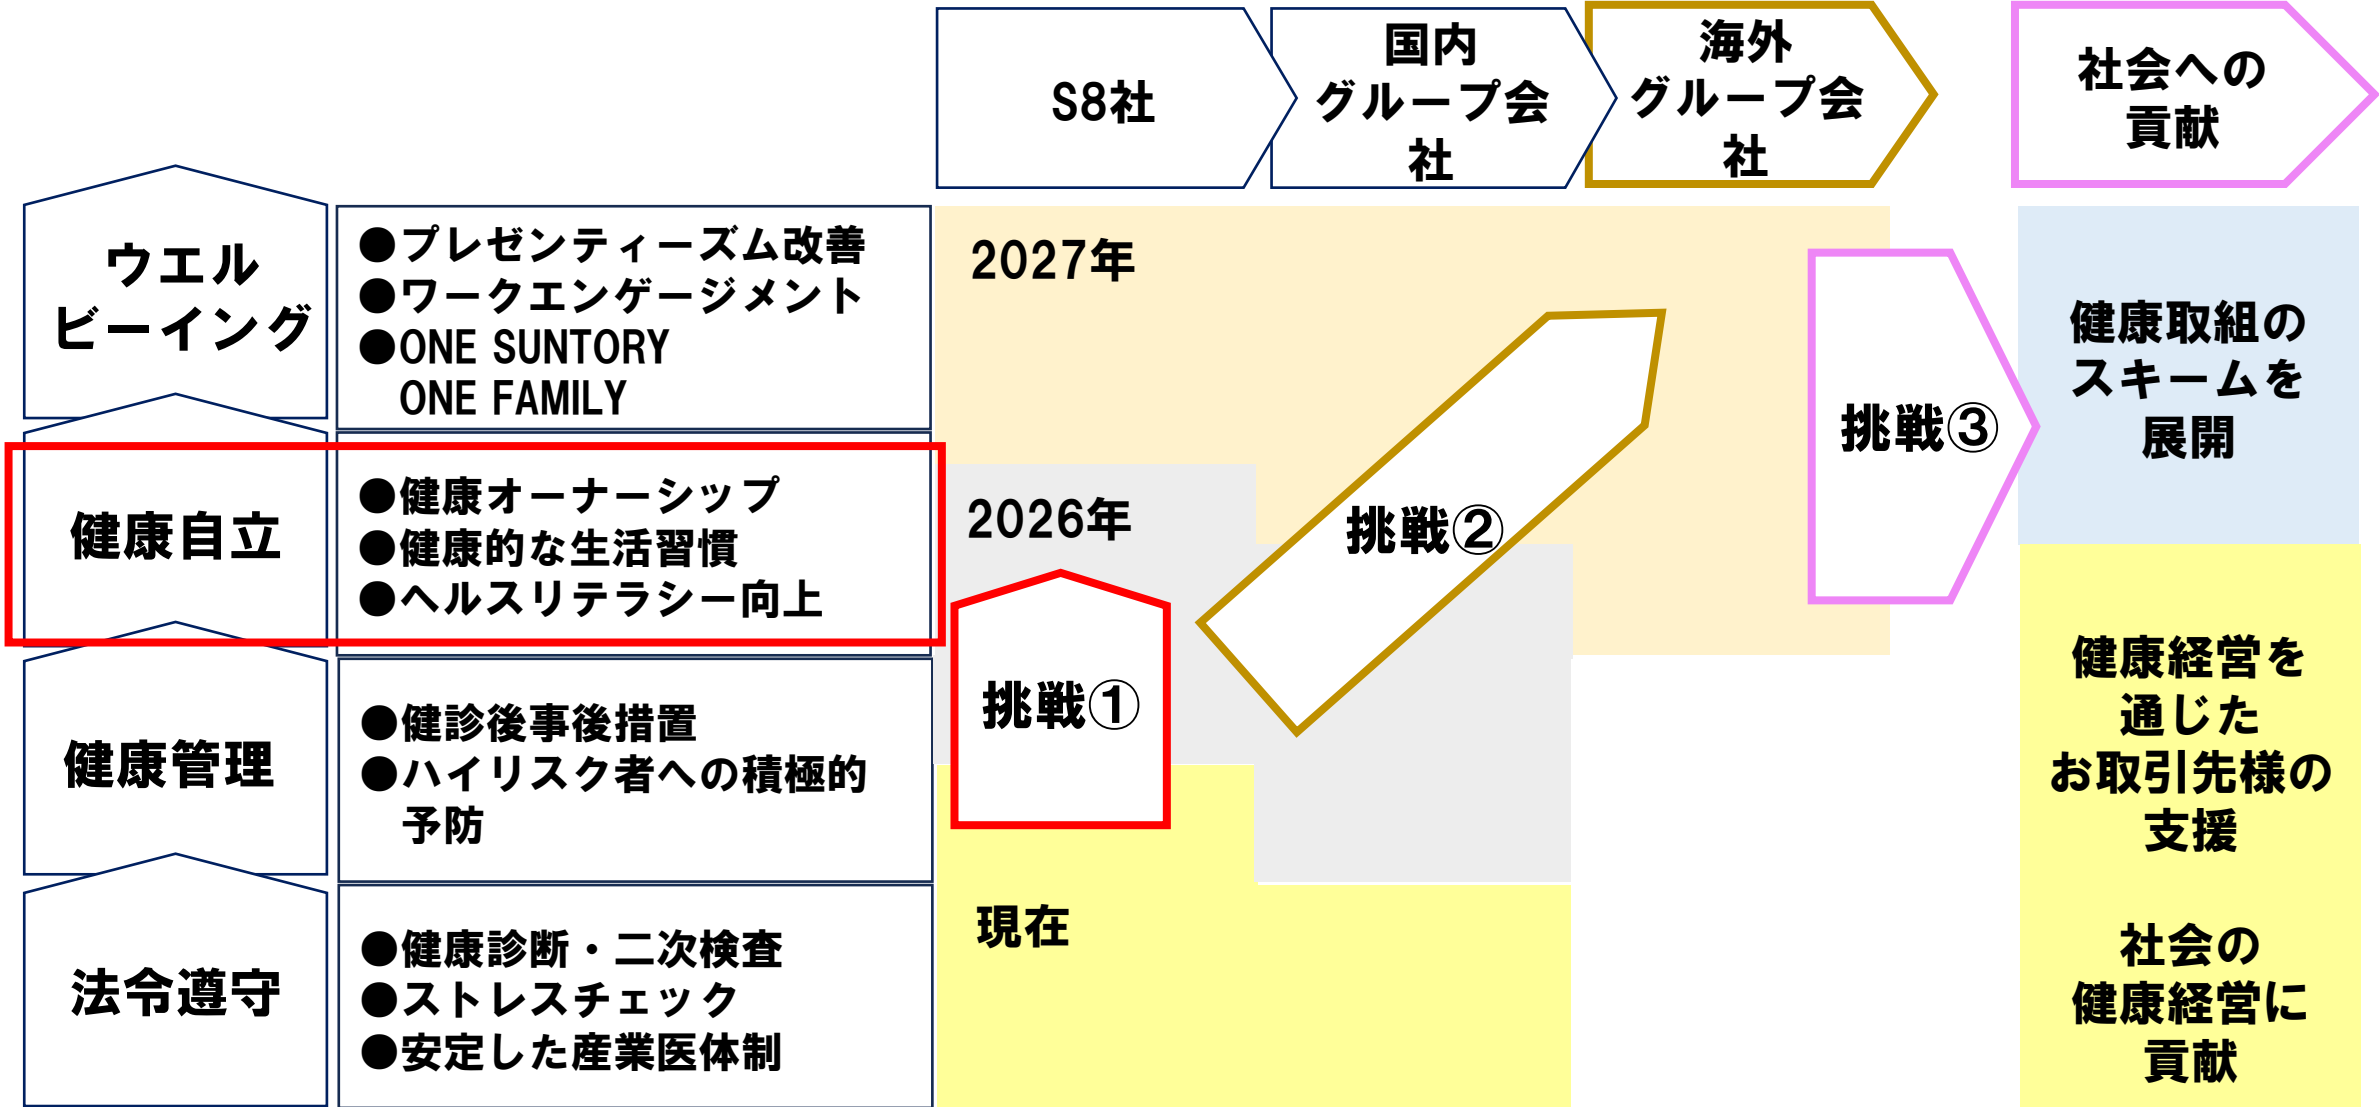 S8社
国内
グループ会
社
海外
グループ会
社
社会への
貢献
ウエル
ビーイング
●プレゼンティーズム改善
●ワークエンゲージメント
●ONE SUNTORY
ONE FAMILY
健康自立
●健康オーナーシップ
●健康的な生活習慣
●ヘルスリテラシー向上
健康管理
●健診後事後措置
●ハイリスク者への積極的
予防
法令遵守
●健康診断・二次検査
●ストレスチェック
●安定した産業医体制
2027年
2026年
現在
挑戦①
挑戦②
挑戦③
健康取組の
スキームを
展開
健康経営を
通じた
お取引先様の
支援
社会の
健康経営に
貢献